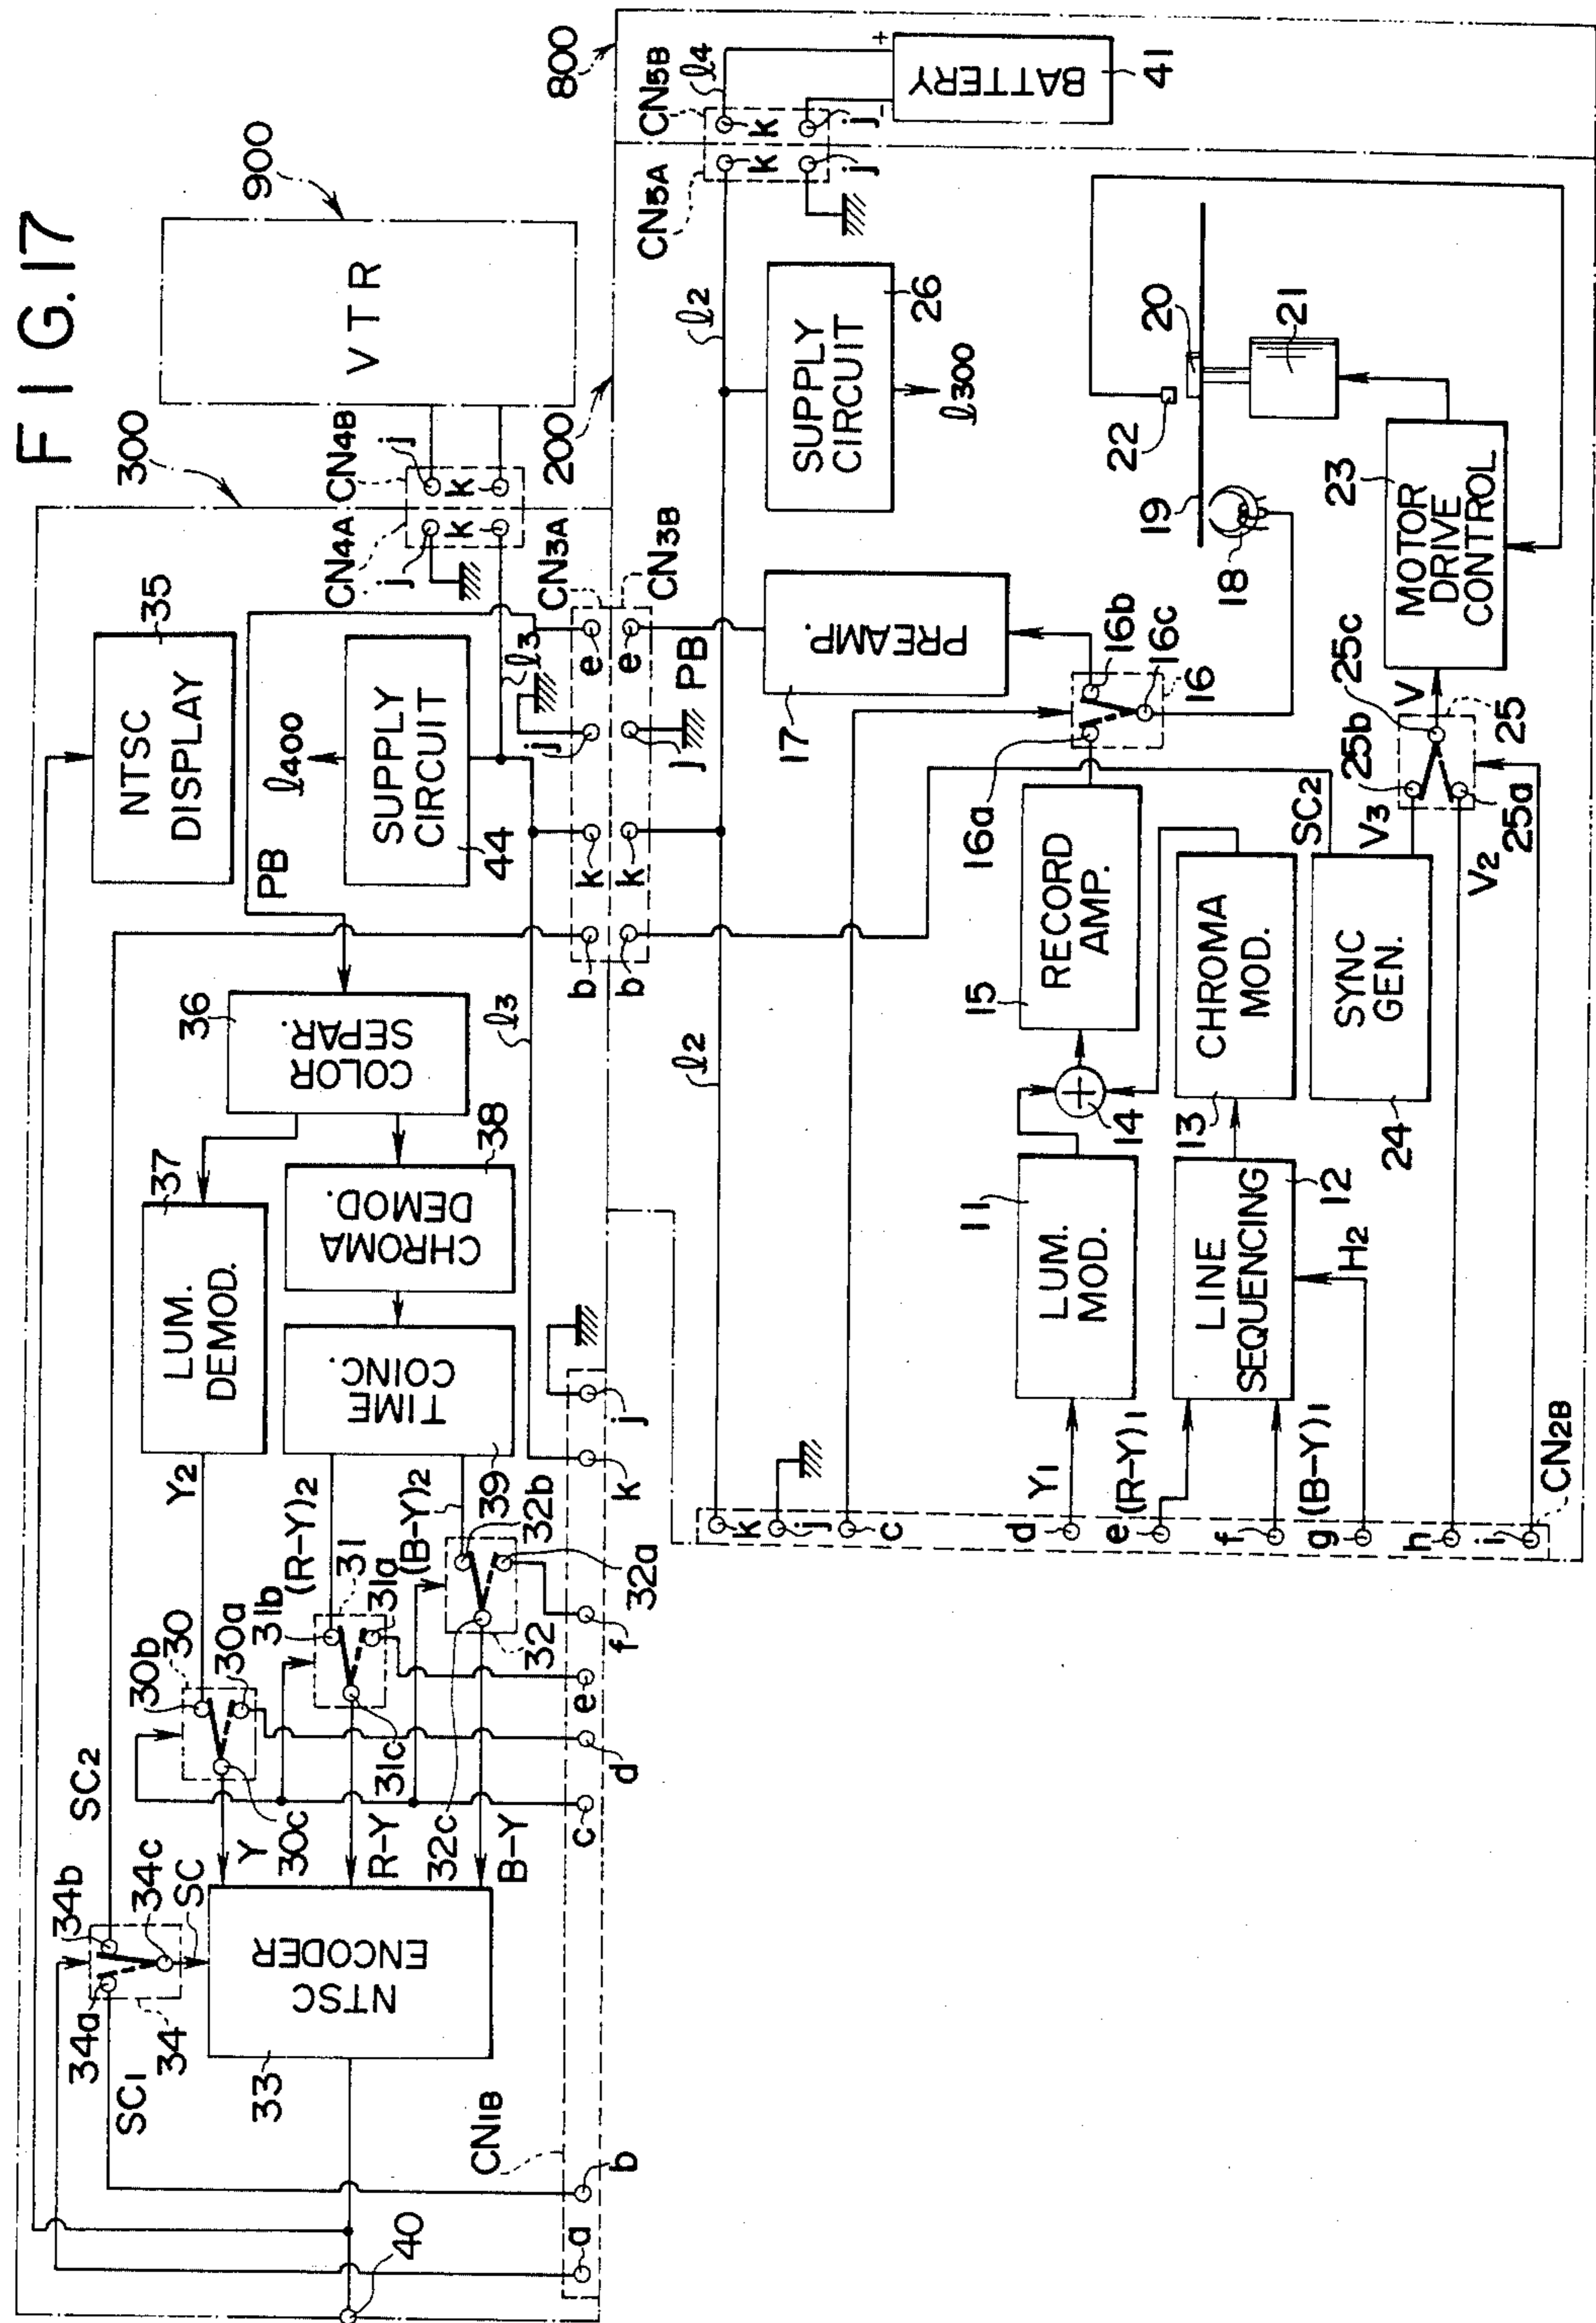 FIG.17
300
900
VTR
CN4A
CN4B
j
k
j
k
35
NTSC
DISPLAY
PB
l400
SUPPLY
CIRCUIT
44
l3
CN3A
CN3B
e
j
k
b
e
j
k
b
PB
200
800
36
COLOR
SEPAR.
l3
37
LUM.
DEMOD.
38
CHROMA
DEMOD.
TIME
COINC.
39
Y2
(R-Y)2
(B-Y)2
30b
30
30a
30c
31b
31
31a
31c
32b
32a
32
32c
SC2
34b
34a
34c
34
SC
SC1
Y
R-Y
B-Y
NTSC
ENCODER
33
40
CN1B
a
b
c
d
e
f
k
j
CN5A
CN5B
k
j
k
j
l4
+
-
BATTERY
41
l2
SUPPLY
CIRCUIT
26
l300
l2
PREAMP.
17
16a
16b
16c
16
22
20
21
19
18
MOTOR
DRIVE
CONTROL
23
V
25c
25b
25
25a
V3
V2
SC2
RECORD
AMP.
15
14
CHROMA
MOD.
13
SYNC
GEN.
24
LUM.
MOD.
11
LINE
SEQUENCING
12
H2
Y1
(R-Y)1
(B-Y)1
k
j
c
d
e
f
g
h
i
CN2B